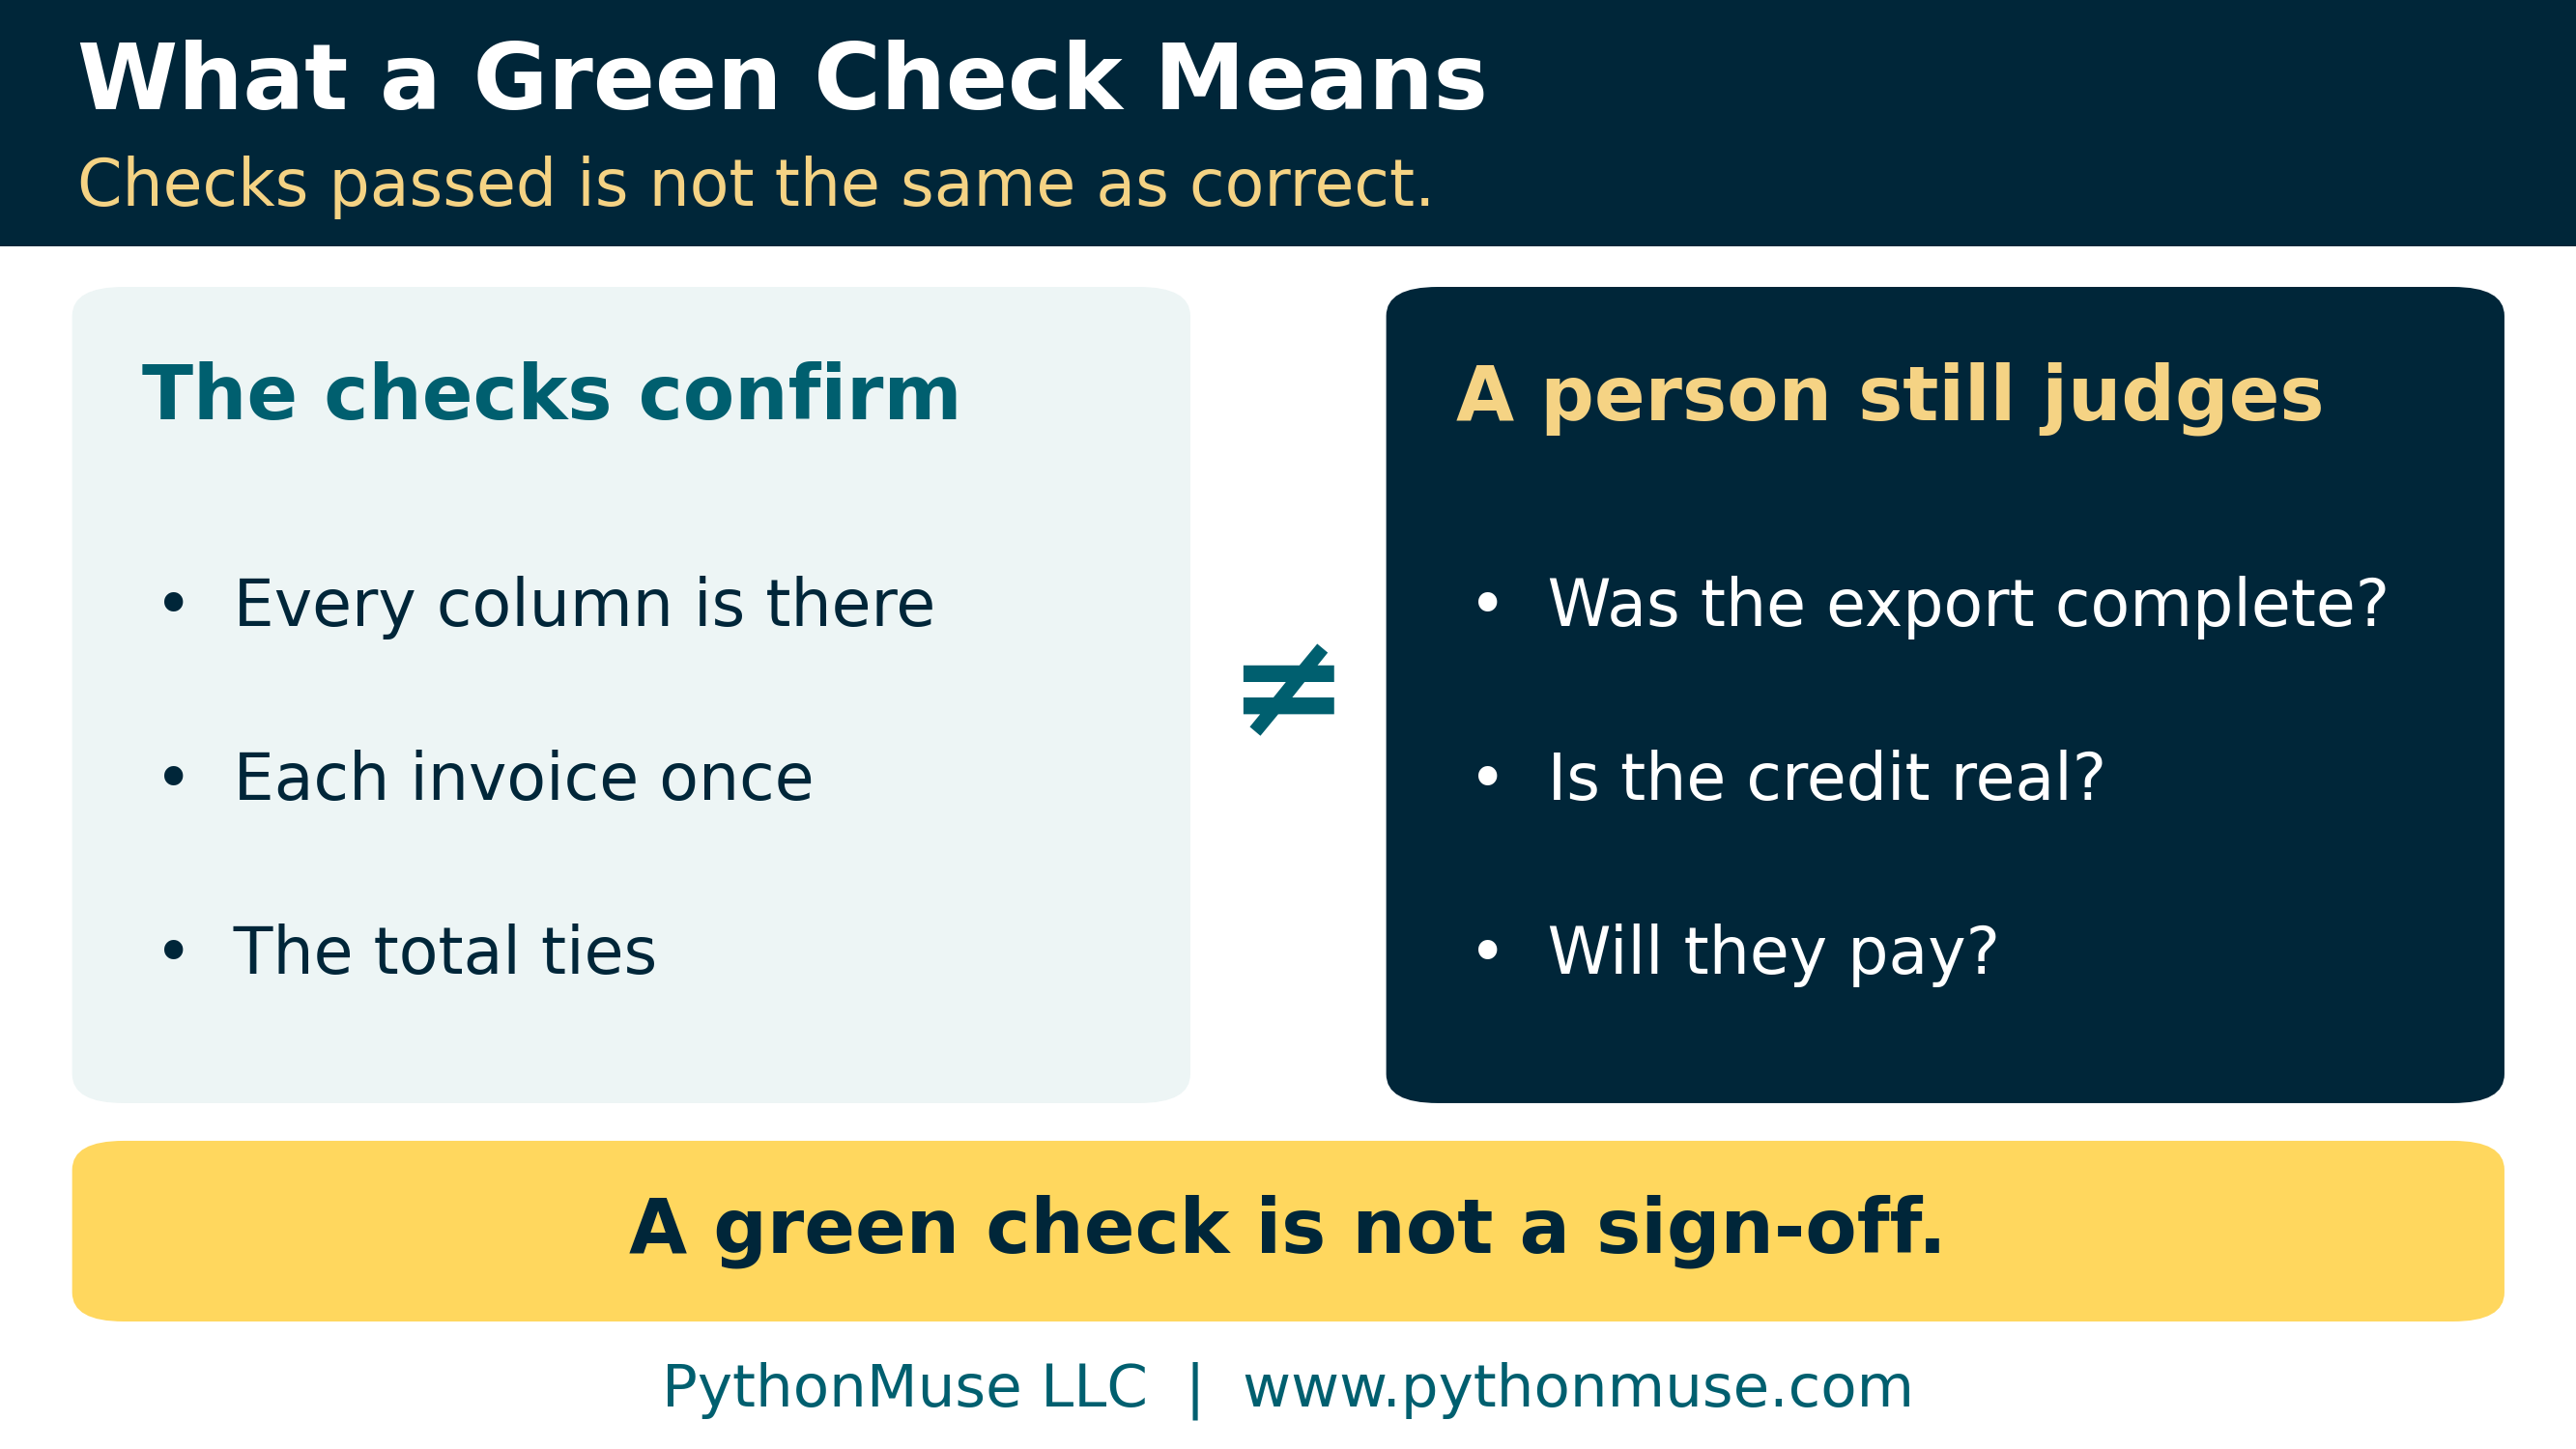 What a Green Check Means
Checks passed is not the same as correct.
The checks confirm
• Every column is there
• Each invoice once
• The total ties
≠
A person still judges
• Was the export complete?
• Is the credit real?
• Will they pay?
A green check is not a sign-off.
PythonMuse LLC | www.pythonmuse.com